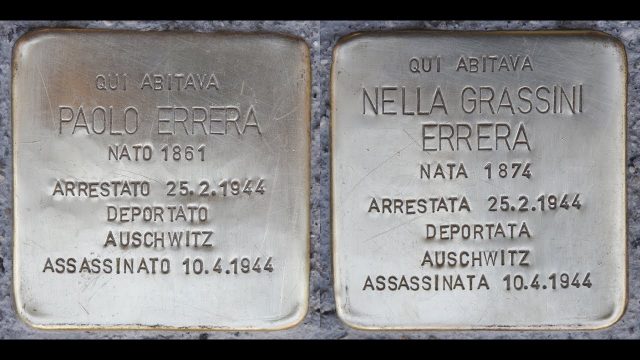 QUI ABITAVA
PAOLO ERRERA
NATO 1861
ARRESTATO 25.2.1944
DEPORTATO
AUSCHWITZ
ASSASSINATO 10.4.1944
QUI ABITAVA
NELLA GRASSINI
ERRERA
NATA 1874
ARRESTATA 25.2.1944
DEPORTATA
AUSCHWITZ
ASSASSINATA 10.4.1944